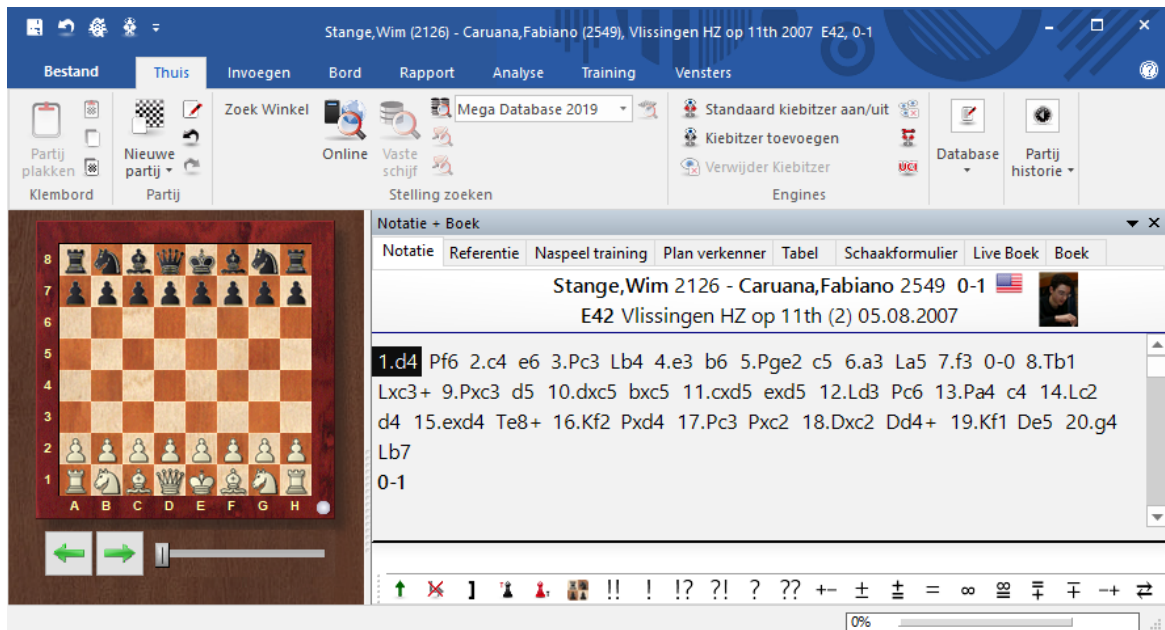 Stange,Wim (2126) - Caruana,Fabiano (2549), Vlissingen HZ op 11th 2007 E42, 0-1
Bestand Thuis Invoegen Bord Rapport Analyse Training Vensters
Partij plakken
Klembord
Nieuwe partij
Partij
Zoek Winkel
Online
Vaste schijf
Mega Database 2019
Stelling zoeken
Standaard kiebitzer aan/uit
Kiebitzer toevoegen
Verwijder Kiebitzer
UCI
Engines
Database
Partij historie
Notatie + Boek
Notatie Referentie Naspeel training Plan verkenner Tabel Schaakformulier Live Boek Boek
Stange,Wim 2126 - Caruana,Fabiano 2549 0-1
E42 Vlissingen HZ op 11th (2) 05.08.2007
1.d4 Pf6 2.c4 e6 3.Pc3 Lb4 4.e3 b6 5.Pge2 c5 6.a3 La5 7.f3 0-0 8.Tb1
Lxc3+ 9.Pxc3 d5 10.dxc5 bxc5 11.cxd5 exd5 12.Ld3 Pc6 13.Pa4 c4 14.Lc2
d4 15.exd4 Te8+ 16.Kf2 Pxd4 17.Pc3 Pxc2 18.Dxc2 Dd4+ 19.Kf1 De5 20.g4
Lb7
0-1
8
7
6
5
4
3
2
1
A B C D E F G H
] !! ! !? ?! ? ?? +− ± ⩲ = ∞ ⯹ ⩱ ∓ −+ ⇄
0%